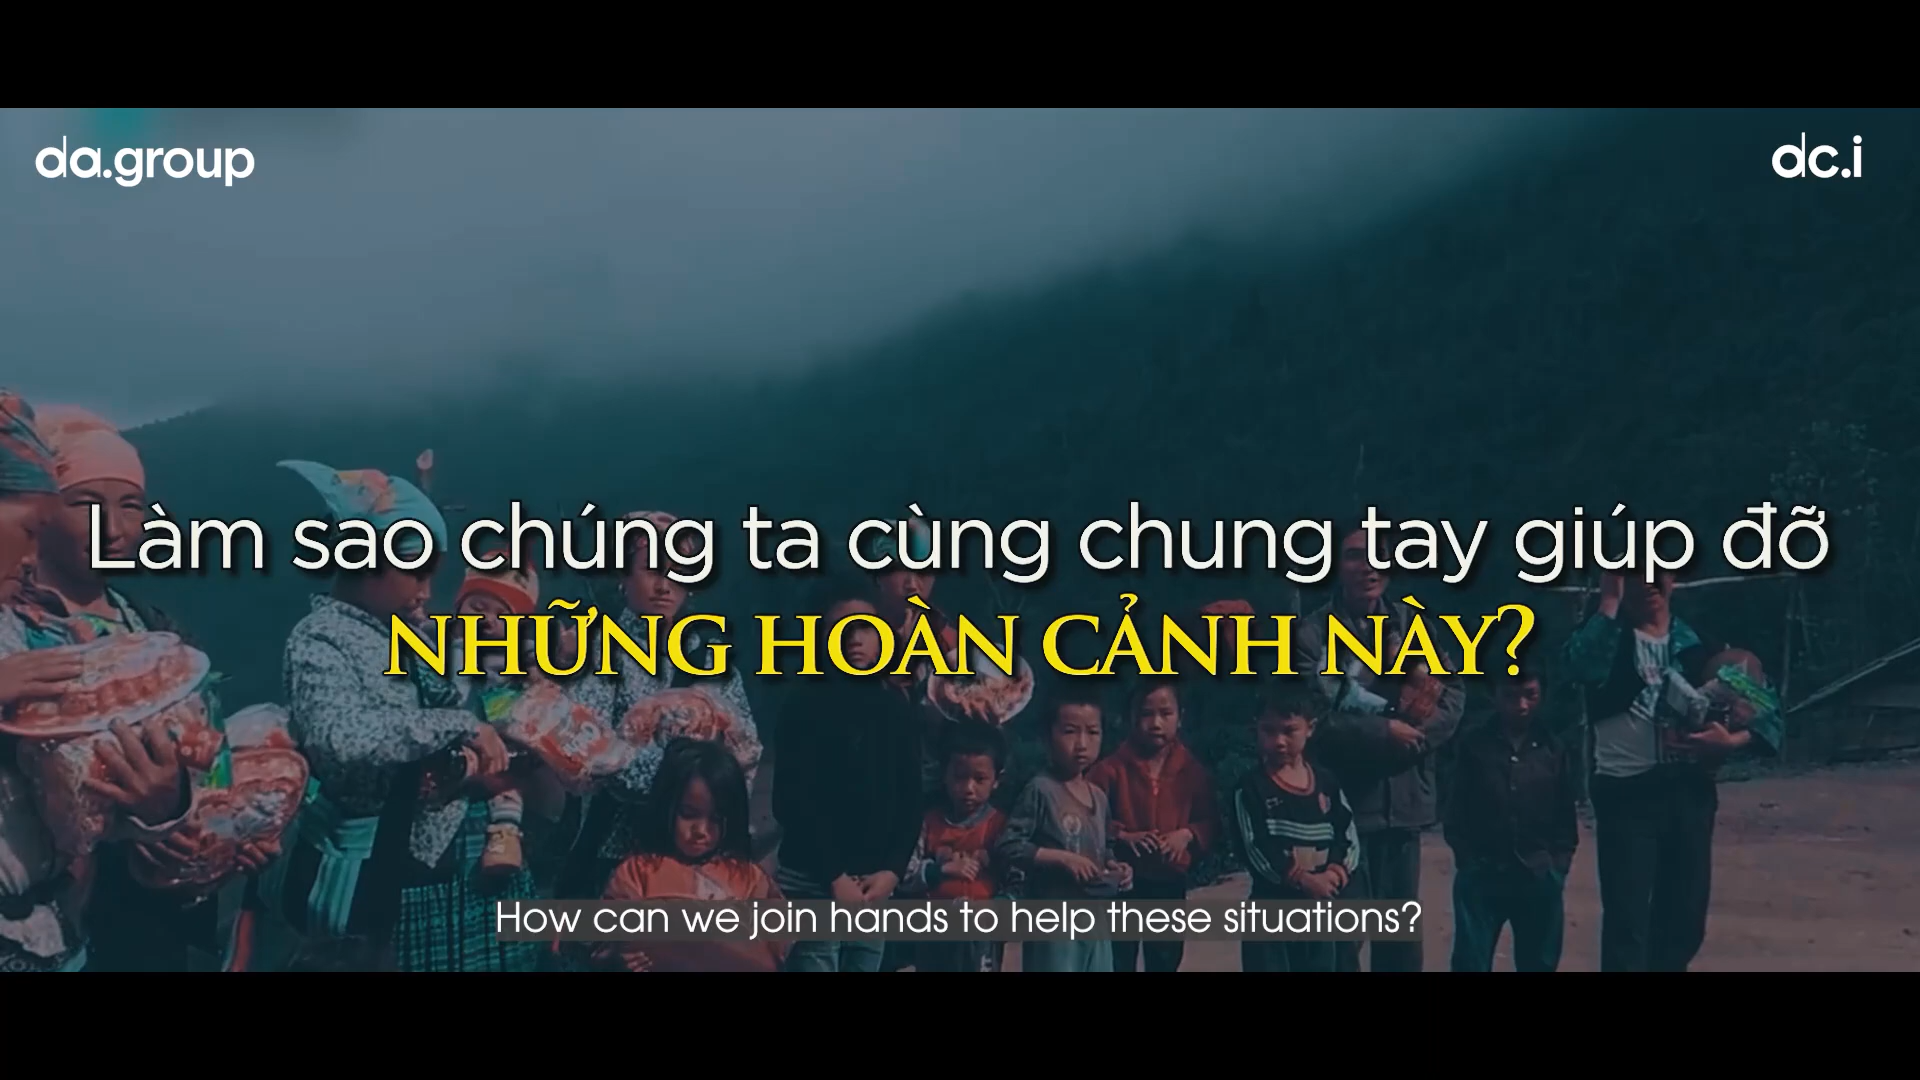 da.group
dc.i
Làm sao chúng ta cùng chung tay giúp đỡ
NHỮNG HOÀN CẢNH NÀY?
How can we join hands to help these situations?